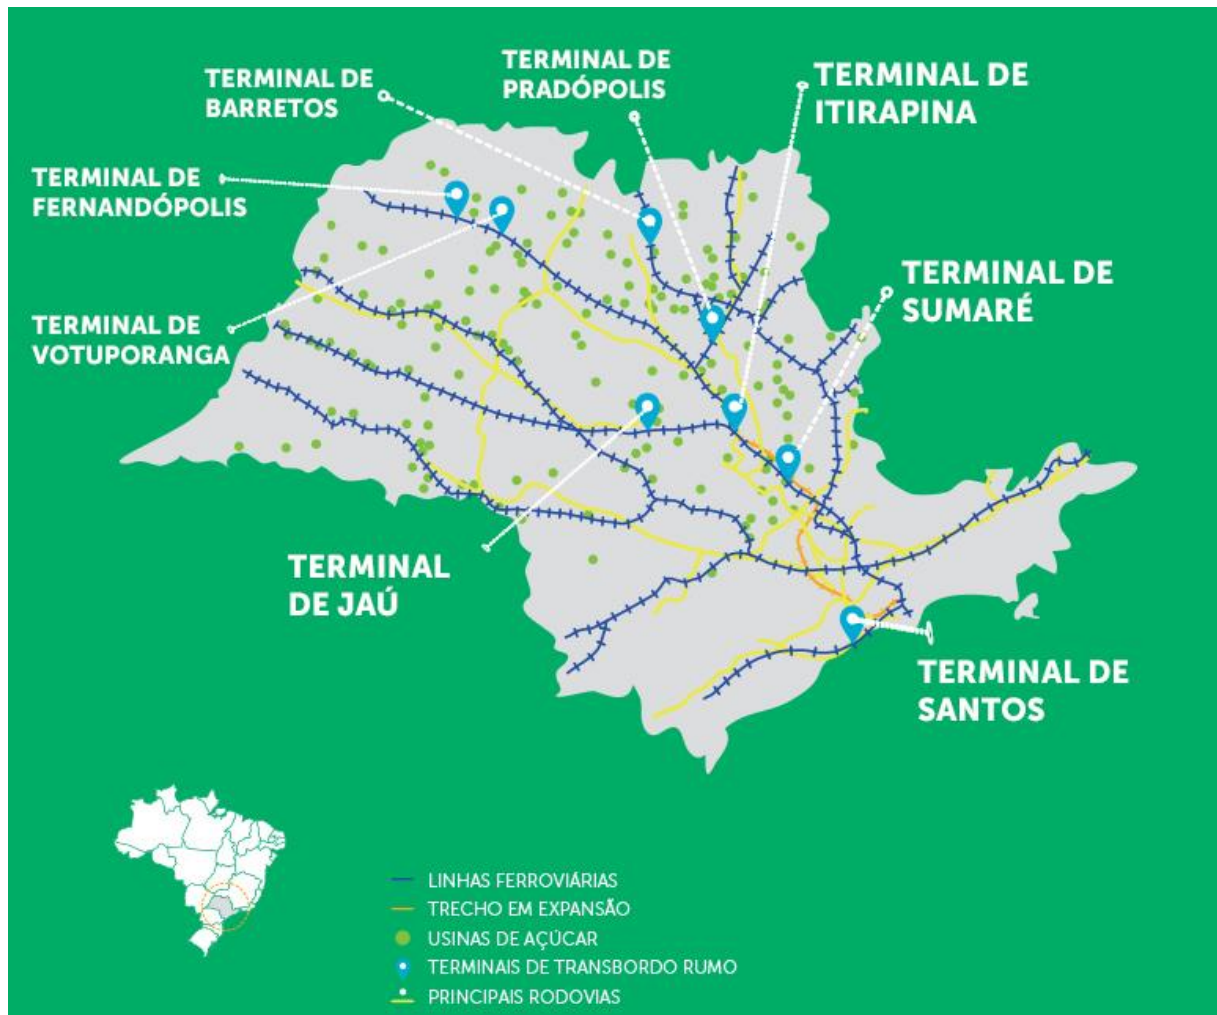 TERMINAL DE
BARRETOS
TERMINAL DE
PRADÓPOLIS
TERMINAL DE
ITIRAPINA
TERMINAL DE
FERNANDÓPOLIS
TERMINAL DE
SUMARÉ
TERMINAL DE
VOTUPORANGA
TERMINAL
DE JAÚ
TERMINAL DE
SANTOS
LINHAS FERROVIÁRIAS
TRECHO EM EXPANSÃO
USINAS DE AÇÚCAR
TERMINAIS DE TRANSBORDO RUMO
PRINCIPAIS RODOVIAS